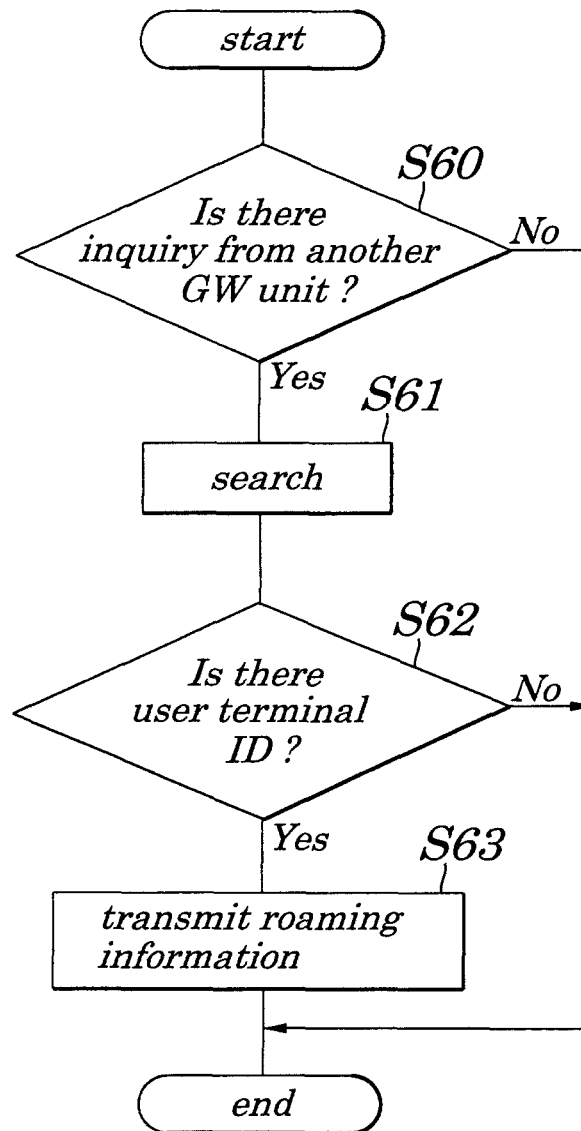 start
S60
Is there
inquiry from another
GW unit ?
No
Yes
S61
search
S62
Is there
user terminal
ID ?
No
Yes
S63
transmit roaming
information
end